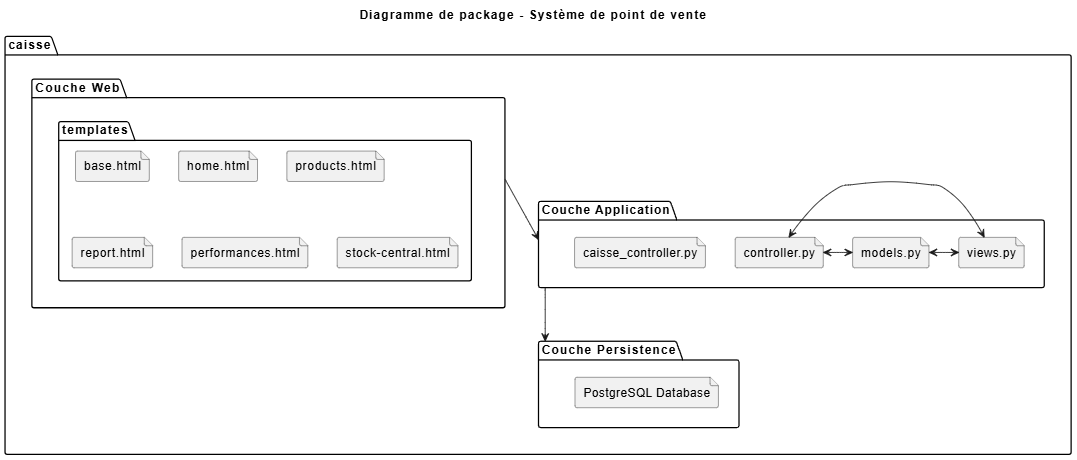 Diagramme de package - Système de point de vente
caisse
Couche Web
templates
base.html
home.html
products.html
report.html
performances.html
stock-central.html
Couche Application
caisse_controller.py
controller.py
models.py
views.py
Couche Persistence
PostgreSQL Database